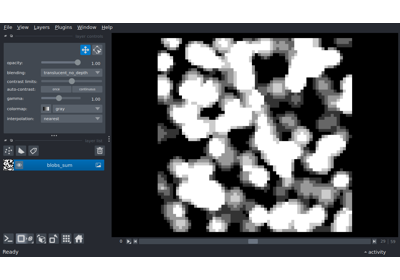 File View Layers Plugins Window Help
opacity: 1.00
blending: translucent_no_depth
contrast limits:
auto-contrast: once continuous
gamma: 1.00
colormap: gray
interpolation: nearest
blobs_sum
Ready
activity